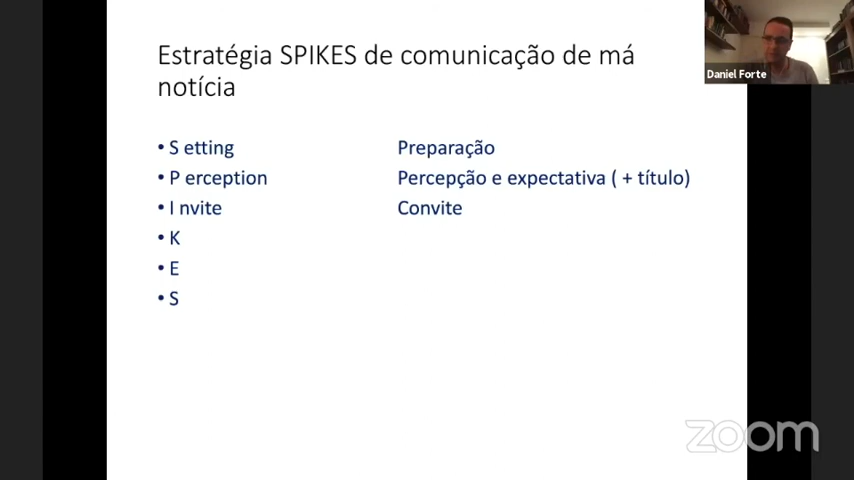 Estratégia SPIKES de comunicação de má
notícia
• S etting Preparação
• P erception Percepção e expectativa ( + título)
• I nvite Convite
• K
• E
• S
Daniel Forte
zoom